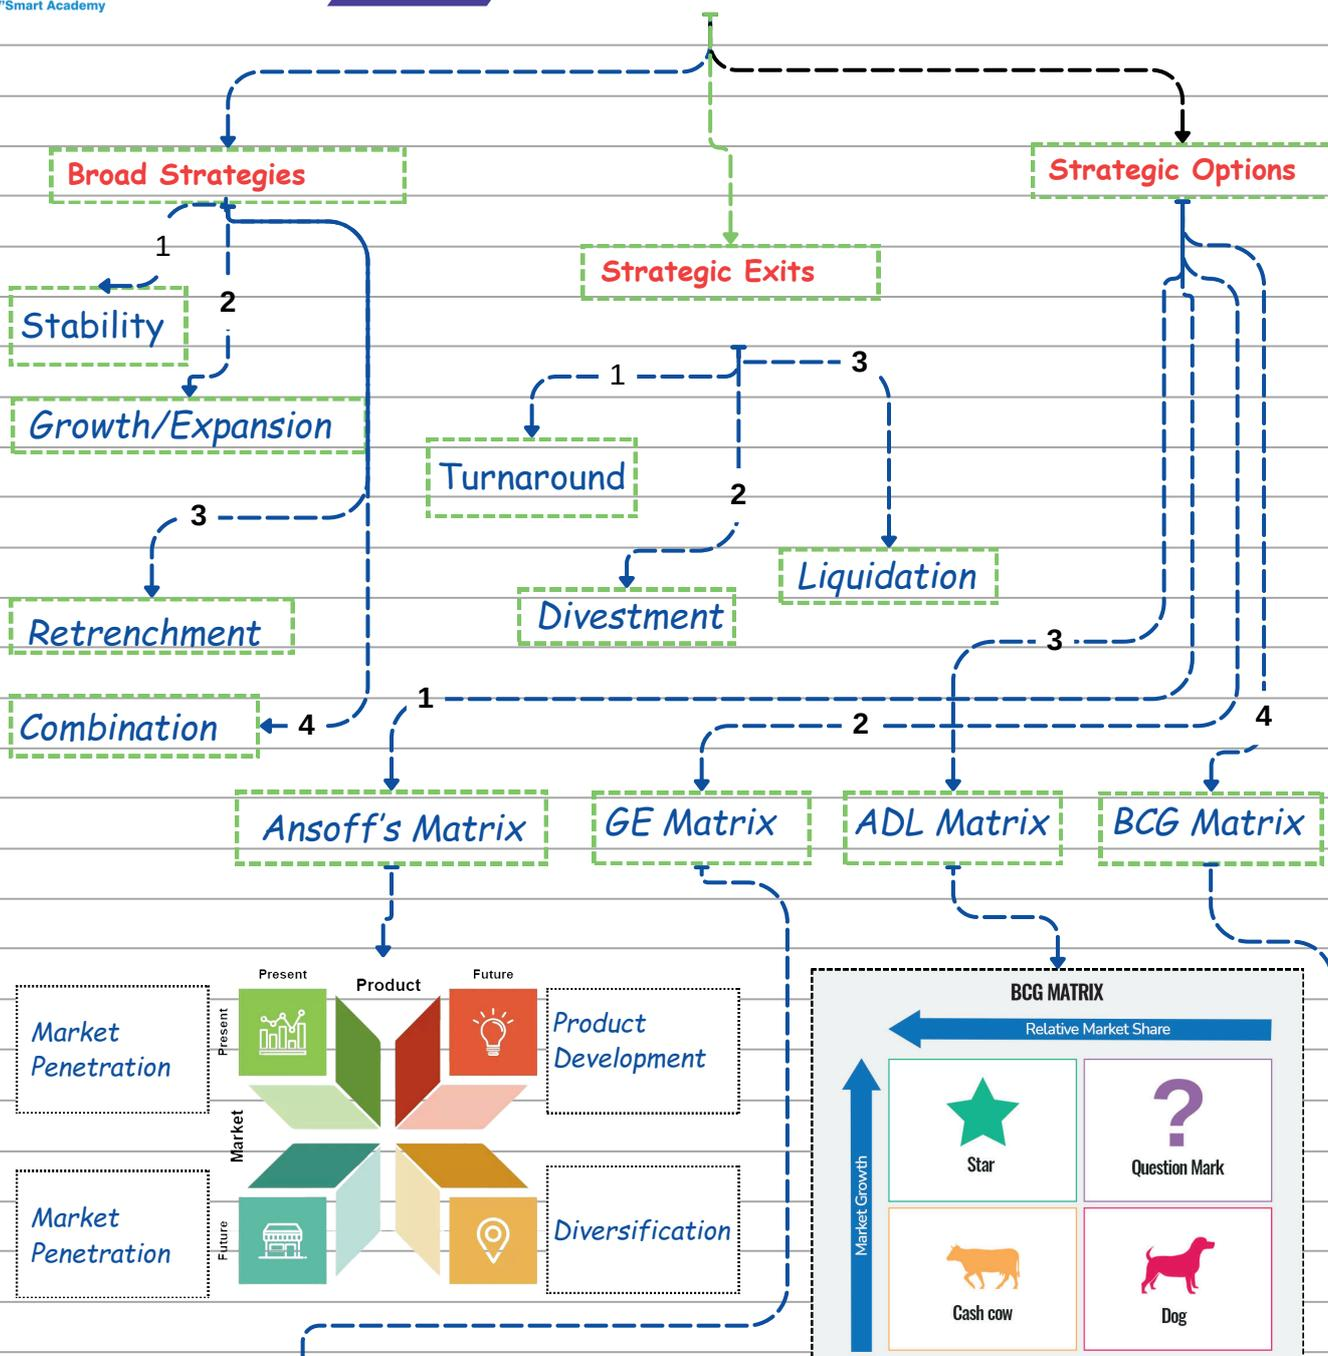 "Smart Academy
Broad Strategies
Strategic Options
1
Strategic Exits
2
Stability
3
1
Growth/Expansion
Turnaround
2
3
Liquidation
Divestment
Retrenchment
3
1
4
2
4
Combination
Ansoff's Matrix
GE Matrix
ADL Matrix
BCG Matrix
Present
Product
Future
BCG MATRIX
Relative Market Share
Market
Penetration
Present
Product
Development
Market
Star
Question Mark
Market Growth
Market
Penetration
Future
Diversification
Cash cow
Dog